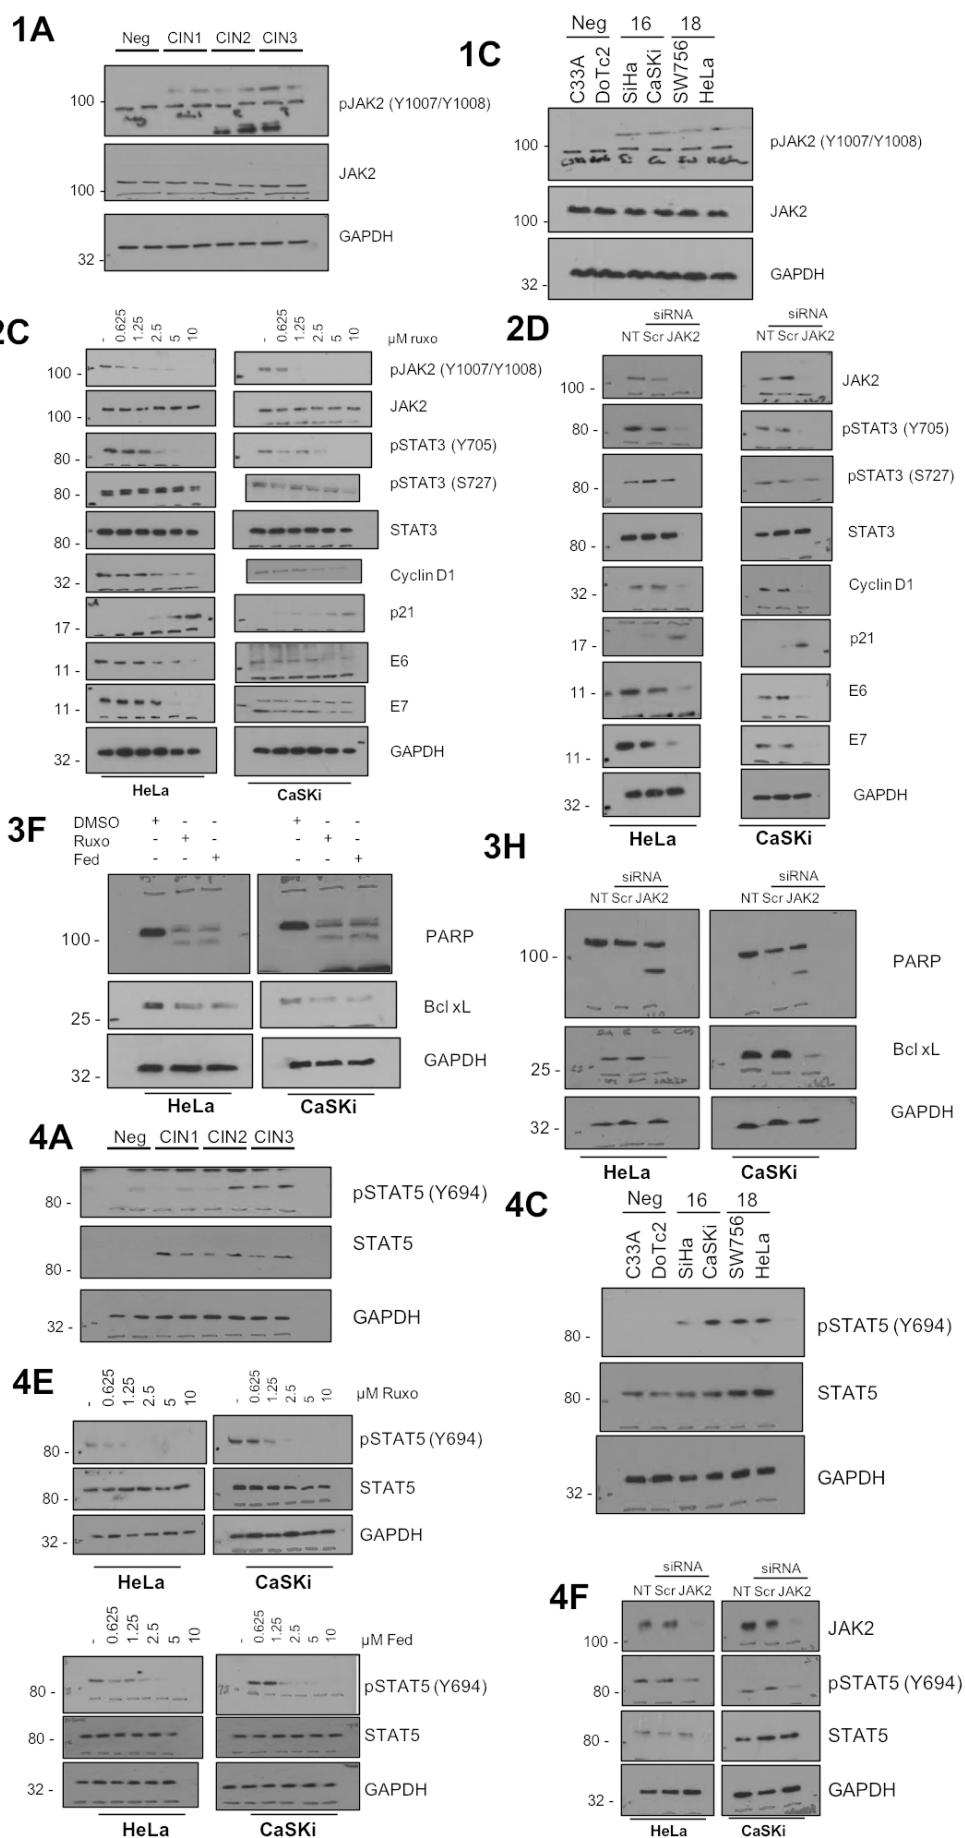 1A
Neg CIN1 CIN2 CIN3
100 -
pJAK2 (Y1007/Y1008)
JAK2
100 -
GAPDH
32 -
1C
Neg 16 18
C33A DoTc2 SiHa CaSKi SW756 HeLa
100 -
pJAK2 (Y1007/Y1008)
JAK2
100 -
GAPDH
32 -
2C
- 0.625 1.25 2.5 5 10
- 0.625 1.25 2.5 5 10
µM ruxo
100 -
pJAK2 (Y1007/Y1008)
JAK2
100 -
pSTAT3 (Y705)
80 -
pSTAT3 (S727)
80 -
STAT3
80 -
Cyclin D1
32 -
p21
17 -
E6
11 -
E7
11 -
GAPDH
32 -
HeLa
CaSKi
2D
siRNA siRNA
NT Scr JAK2 NT Scr JAK2
JAK2
100 -
pSTAT3 (Y705)
80 -
pSTAT3 (S727)
80 -
STAT3
80 -
Cyclin D1
32 -
p21
17 -
E6
11 -
E7
11 -
GAPDH
32 -
HeLa
CaSKi
3F
DMSO + - - + - -
Ruxo - + - - + -
Fed - - + - - +
PARP
100 -
Bcl xL
25 -
GAPDH
32 -
HeLa
CaSKi
3H
siRNA siRNA
NT Scr JAK2 NT Scr JAK2
100 -
PARP
Bcl xL
25 -
GAPDH
32 -
HeLa
CaSKi
4A
Neg CIN1 CIN2 CIN3
pSTAT5 (Y694)
80 -
STAT5
80 -
GAPDH
32 -
4C
Neg 16 18
C33A DoTc2 SiHa CaSKi SW756 HeLa
pSTAT5 (Y694)
80 -
STAT5
80 -
GAPDH
32 -
4E
- 0.625 1.25 2.5 5 10
- 0.625 1.25 2.5 5 10
µM Ruxo
pSTAT5 (Y694)
80 -
STAT5
80 -
GAPDH
32 -
HeLa
CaSKi
- 0.625 1.25 2.5 5 10
- 0.625 1.25 2.5 5 10
µM Fed
pSTAT5 (Y694)
80 -
STAT5
80 -
GAPDH
32 -
HeLa
CaSKi
4F
siRNA
NT Scr JAK2 NT Scr JAK2
JAK2
100 -
pSTAT5 (Y694)
80 -
STAT5
80 -
GAPDH
32 -
HeLa
CaSKi